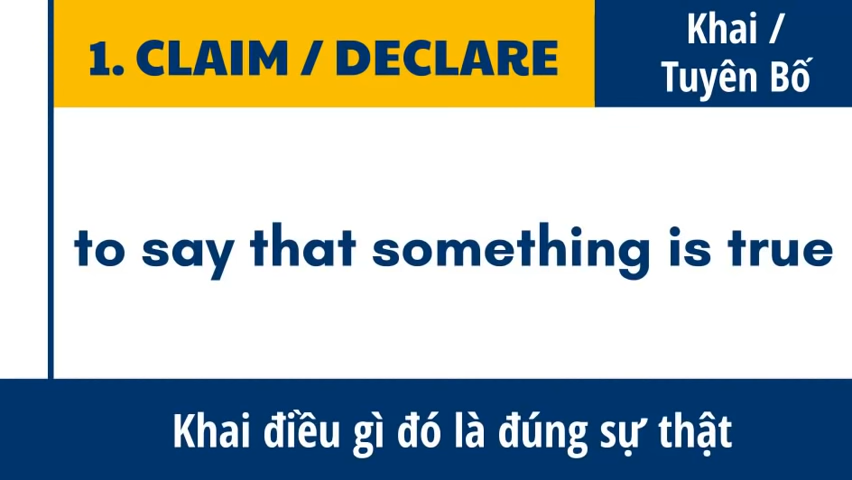 1. CLAIM / DECLARE
Khai /
Tuyên Bố
to say that something is true
Khai điều gì đó là đúng sự thật